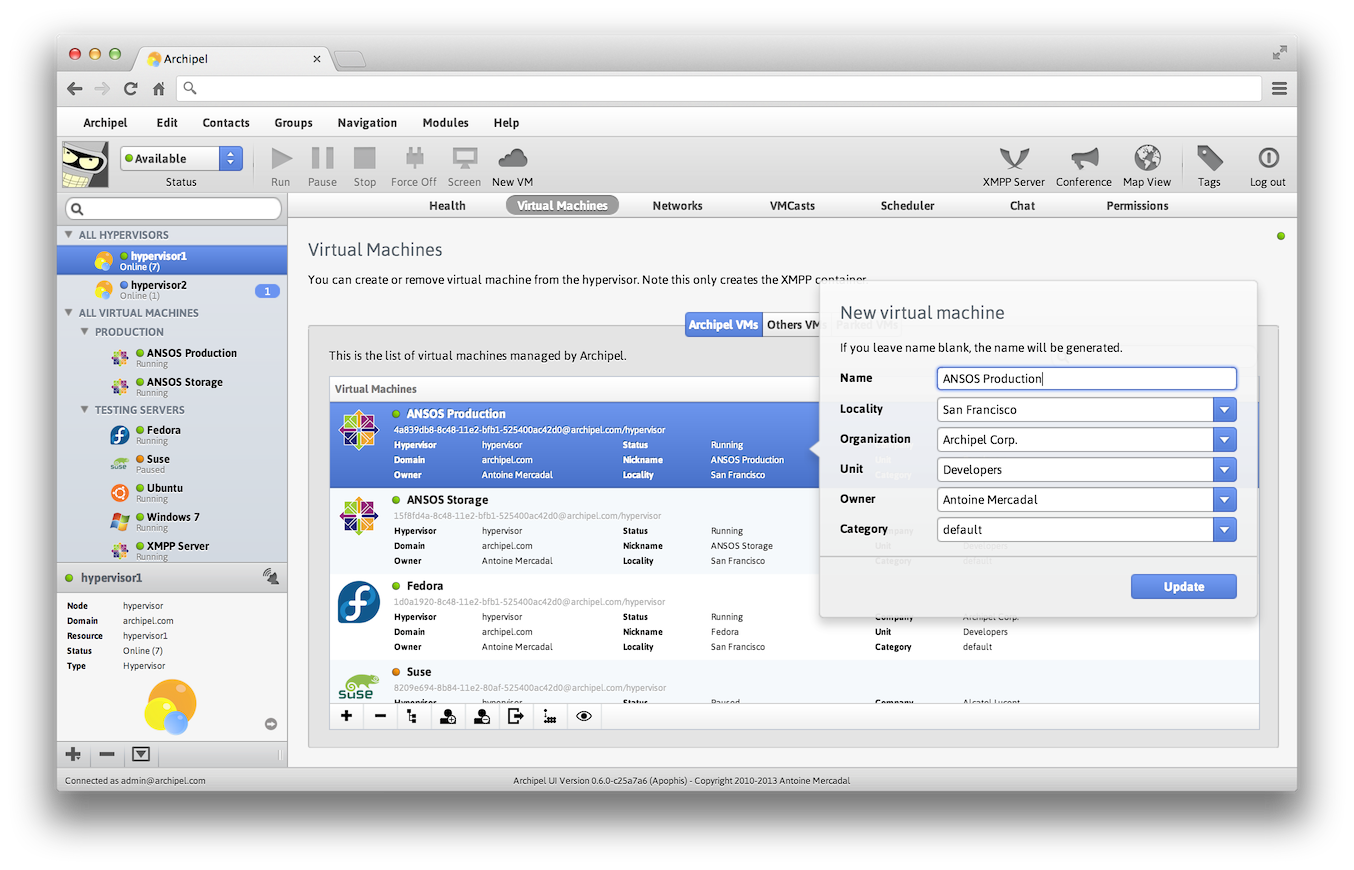 Archipel
Archipel Edit Contacts Groups Navigation Modules Help
Available
Status Run Pause Stop Force Off Screen New VM XMPP Server Conference Map View Tags Log out
Health Virtual Machines Networks VMCasts Scheduler Chat Permissions
ALL HYPERVISORS
hypervisor1
Online (7)
hypervisor2
Online (1)
1
ALL VIRTUAL MACHINES
PRODUCTION
ANSOS Production
Running
ANSOS Storage
Running
TESTING SERVERS
Fedora
Running
Suse
Paused
Ubuntu
Running
Windows 7
Running
XMPP Server
Running
hypervisor1
Node hypervisor
Domain archipel.com
Resource hypervisor1
Status Online (7)
Type Hypervisor
Virtual Machines
You can create or remove virtual machine from the hypervisor. Note this only creates the XMPP container
Archipel VMs Others VMs Parked VMs
This is the list of virtual machines managed by Archipel.
Virtual Machines
ANSOS Production
4a839db8-8c48-11e2-bfb1-525400ac42d0@archipel.com/hypervisor
Hypervisor hypervisor Status Running
Domain archipel.com Nickname ANSOS Production Unit
Owner Antoine Mercadal Locality San Francisco Category
ANSOS Storage
15f8fd4a-8c48-11e2-bfb1-525400ac42d0@archipel.com/hypervisor
Hypervisor hypervisor Status Running Company Archipel Corp.
Domain archipel.com Nickname ANSOS Storage Unit Developers
Owner Antoine Mercadal Locality San Francisco Category default
Fedora
1d0a1920-8c48-11e2-bfb1-525400ac42d0@archipel.com/hypervisor
Hypervisor hypervisor Status Running Company Archipel Corp.
Domain archipel.com Nickname Fedora Unit Developers
Owner Antoine Mercadal Locality San Francisco Category default
suse
Suse
8209e694-8b84-11e2-80af-525400ac42d0@archipel.com/hypervisor
Hypervisor hypervisor Status Paused Company Alcatel Lucent
New virtual machine
If you leave name blank, the name will be generated.
Name ANSOS Production
Locality San Francisco
Organization Archipel Corp.
Unit Developers
Owner Antoine Mercadal
Category default
Update
Connected as admin@archipel.com
Archipel UI Version 0.6.0-c25a7a6 (Apophis) - Copyright 2010-2013 Antoine Mercadal